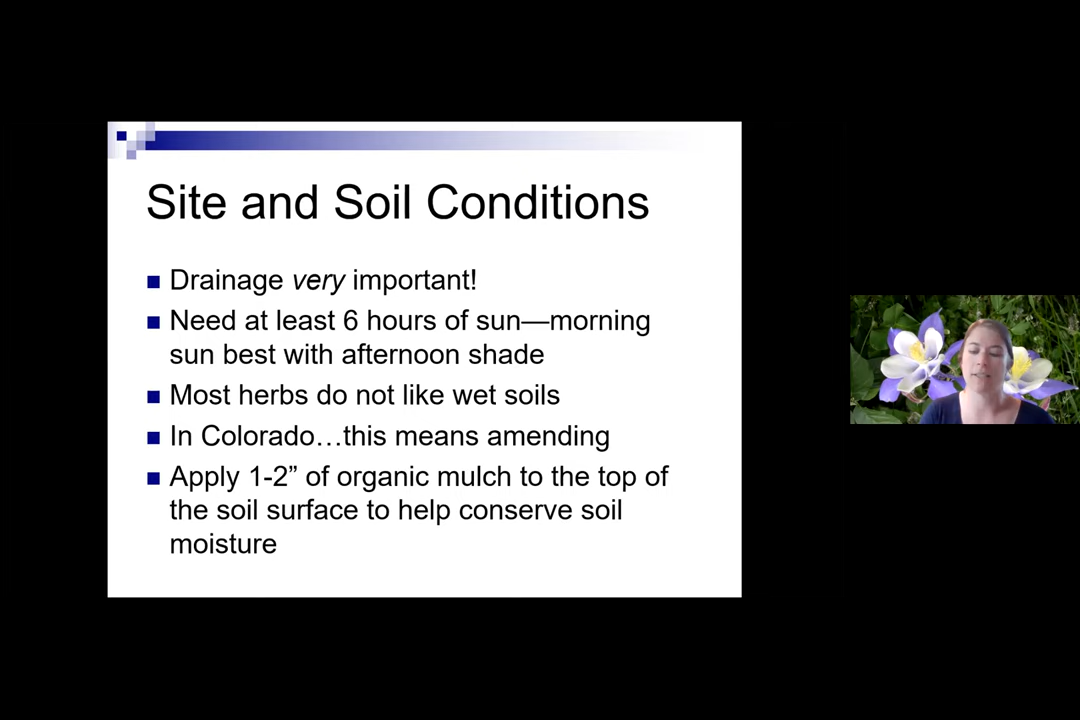 Site and Soil Conditions
Drainage very important!
Need at least 6 hours of sun—morning
sun best with afternoon shade
Most herbs do not like wet soils
In Colorado…this means amending
Apply 1-2” of organic mulch to the top of
the soil surface to help conserve soil
moisture